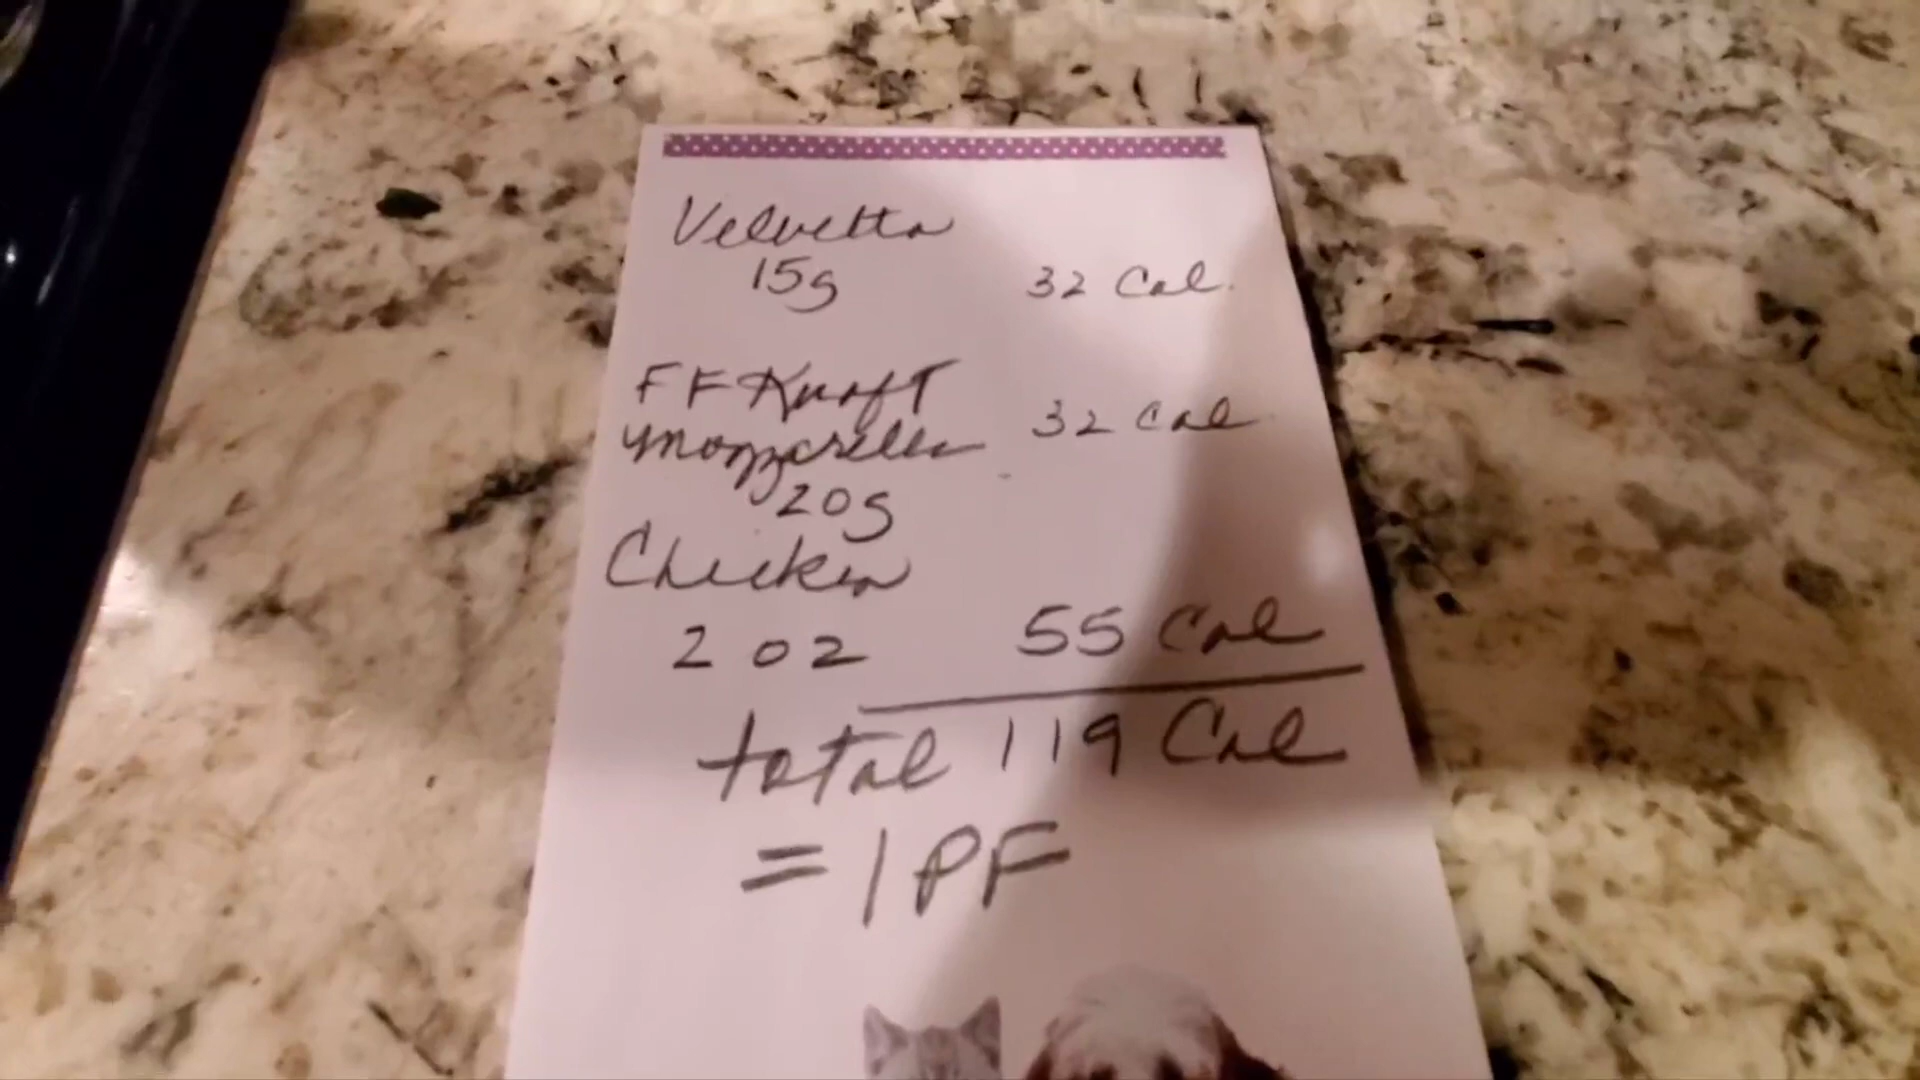 Velvetta
15g 32 Cal.
FF Kraft
Mozzarella 32 Cal
20g
Chicken
2 oz 55 Cal
total 119 Cal
= 1 PF